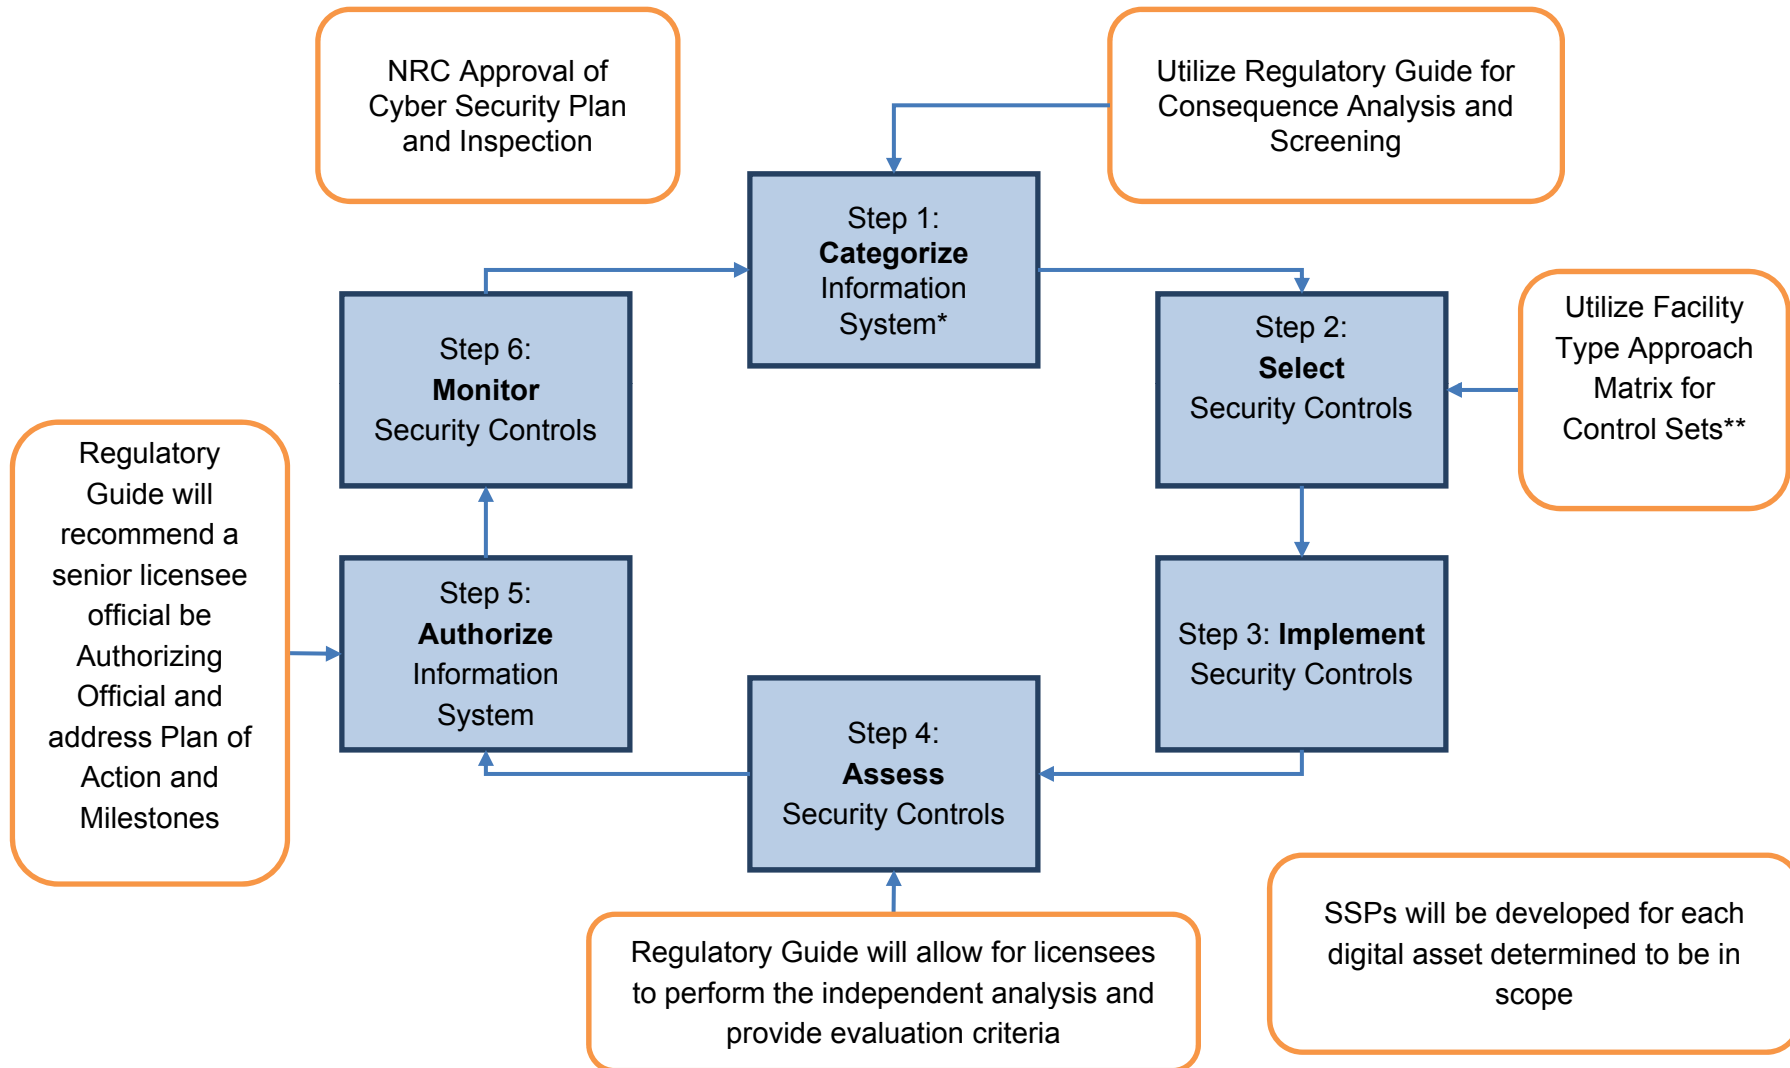 NRC Approval of
Cyber Security Plan
and Inspection
Utilize Regulatory Guide for
Consequence Analysis and
Screening
Step 1:
Categorize
Information
System*
Step 2:
Select
Security Controls
Utilize Facility
Type Approach
Matrix for
Control Sets**
Step 6:
Monitor
Security Controls
Regulatory
Guide will
recommend a
senior licensee
official be
Authorizing
Official and
address Plan of
Action and
Milestones
Step 5:
Authorize
Information
System
Step 3: Implement
Security Controls
Step 4:
Assess
Security Controls
Regulatory Guide will allow for licensees
to perform the independent analysis and
provide evaluation criteria
SSPs will be developed for each
digital asset determined to be in
scope